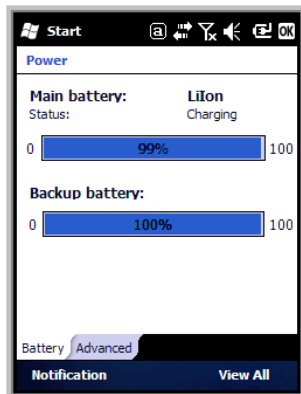 Start a OK
Power
Main battery: LiIon
Status: Charging
0 99% 100
Backup battery:
0 100% 100
Battery Advanced
Notification View All